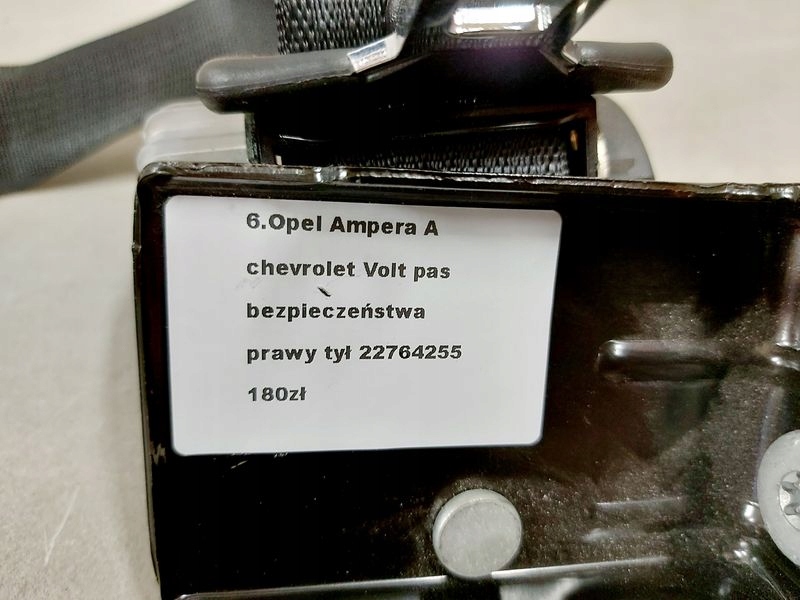 6.Opel Ampera A
chevrolet Volt pas
bezpieczeństwa
prawy tył 22764255
180zł